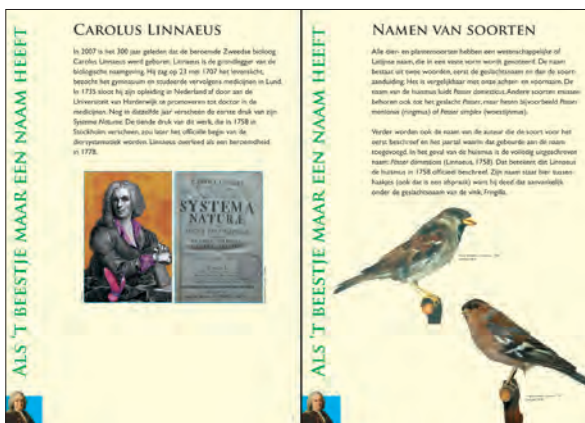 ALS 'T BEESTJE MAAR EEN NAAM HEEFT
CAROLUS LINNAEUS
In 2007 is het 300 jaar geleden dat de beroemde Zweedse bioloog
Carolus Linnaeus werd geboren. Linnaeus is de grondlegger van de
biologische naamgeving. Hij zag op 23 mei 1707 het levenslicht,
bezocht het gymnasium en studeerde vervolgens medicijnen in Lund.
In 1735 sloot hij zijn opleiding in Nederland af door aan de
Universiteit van Harderwijk te promoveren tot doctor in de
medicijnen. Nog in datzelfde jaar verscheen de eerste druk van zijn
Systema Naturae. De tiende druk van dit werk, die in 1758 in
Stockholm verscheen, zou later het officiële begin van de
diersystematiek worden. Linnaeus overleed als een beroemdheid
in 1778.
SYSTEMA
NATURÆ
ALS 'T BEESTJE MAAR EEN NAAM HEEFT
NAMEN VAN SOORTEN
Alle dier- en plantensoorten hebben een wetenschappelijke of
Latijnse naam, die in een vaste vorm wordt genoteerd. De naam
bestaat uit twee woorden, eerst de geslachtsnaam en dan de soort-
aanduiding. Het is vergelijkbaar met onze achter- en voornaam. De
naam van de huismus luidt Passer domesticus. Andere soorten mussen
behoren ook tot het geslacht Passer, maar heten bijvoorbeeld Passer
montanus (ringmus) of Passer simplex (woestijnmus).
Verder worden ook de namen van de auteur die de soort voor het
eerst beschreef en het jaartal waarin dat gebeurde aan de naam
toegevoegd. In het geval van de huismus is de volledig uitgeschreven
naam: Passer domesticus (Linnaeus, 1758). Dat betekent dat Linnaeus
de huismus in 1758 officieel beschreef. Zijn naam staat hier tussen
haakjes (ook dat is een afspraak) want hij deed dat aanvankelijk
onder de geslachtsnaam van de vink, Fringilla.